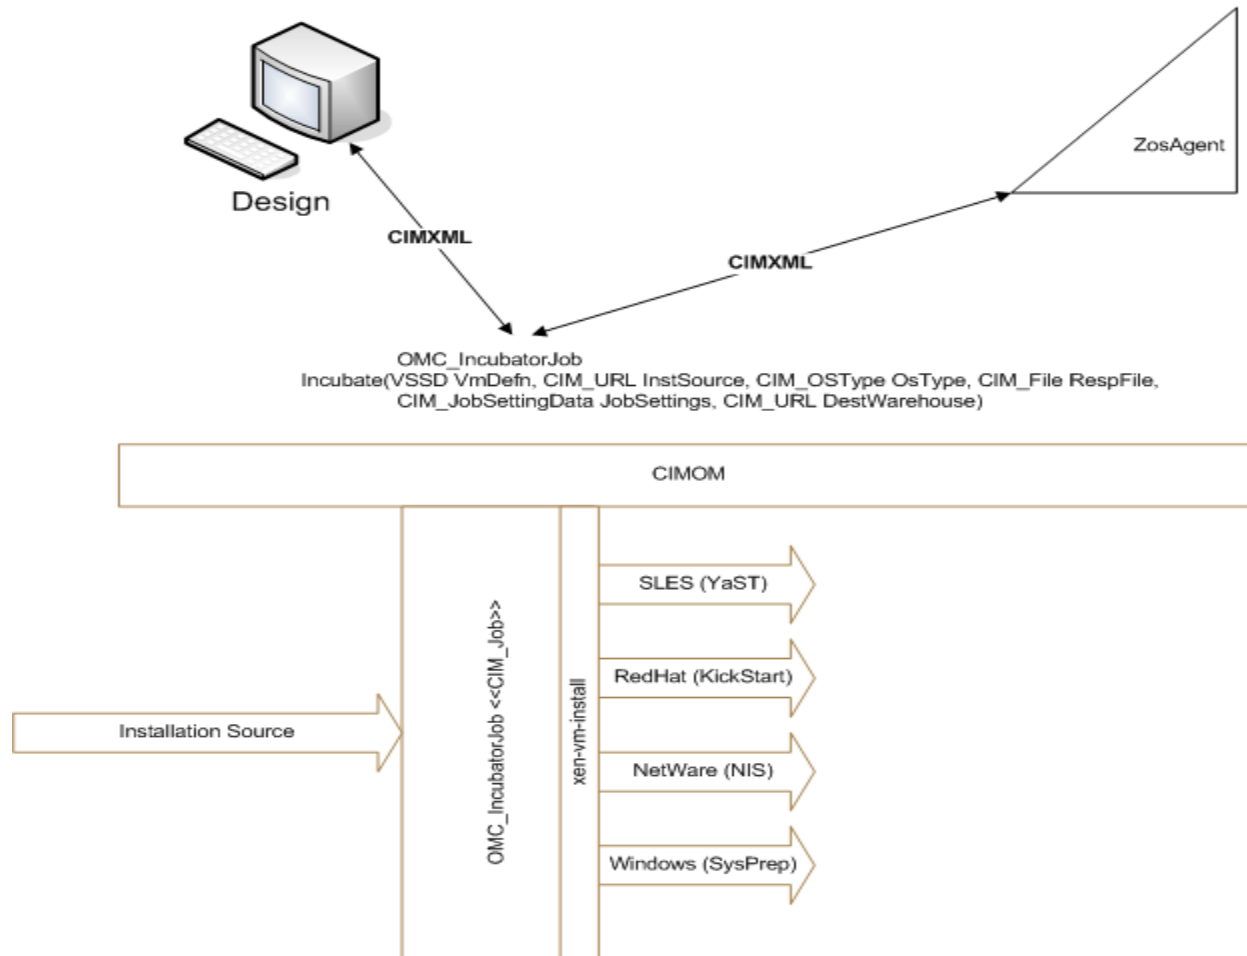 ZosAgent
Design
CIMXML
CIMXML
OMC_IncubatorJob
Incubate(VSSD VmDefn, CIM_URL InstSource, CIM_OSType OsType, CIM_File RespFile,
CIM_JobSettingData JobSettings, CIM_URL DestWarehouse)
CIMOM
OMC_IncubatorJob <<CIM_Job>>
xen-vm-install
SLES (YaST)
RedHat (KickStart)
Installation Source
NetWare (NIS)
Windows (SysPrep)